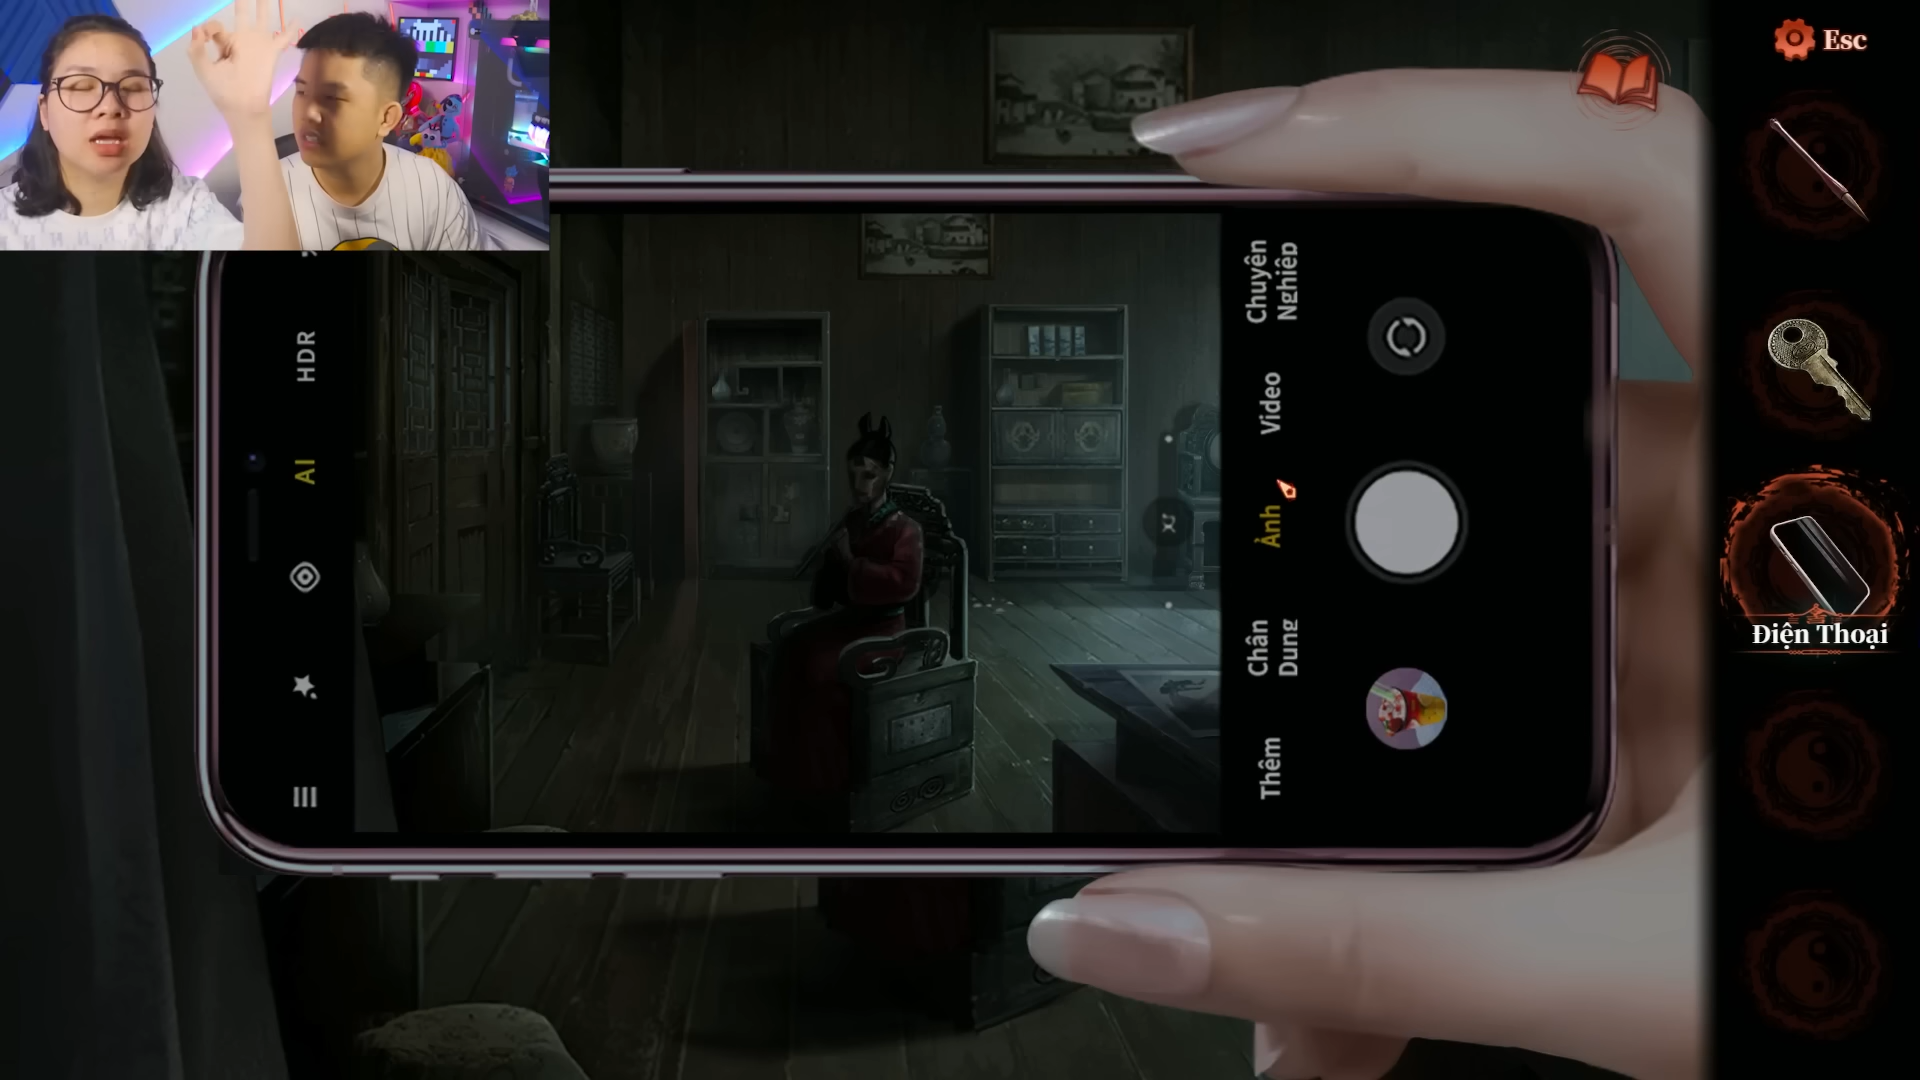 Esc
HDR
AI
Chuyên
Nghiệp
Video
Ảnh
Chân
Dung
Thêm
Điện Thoại